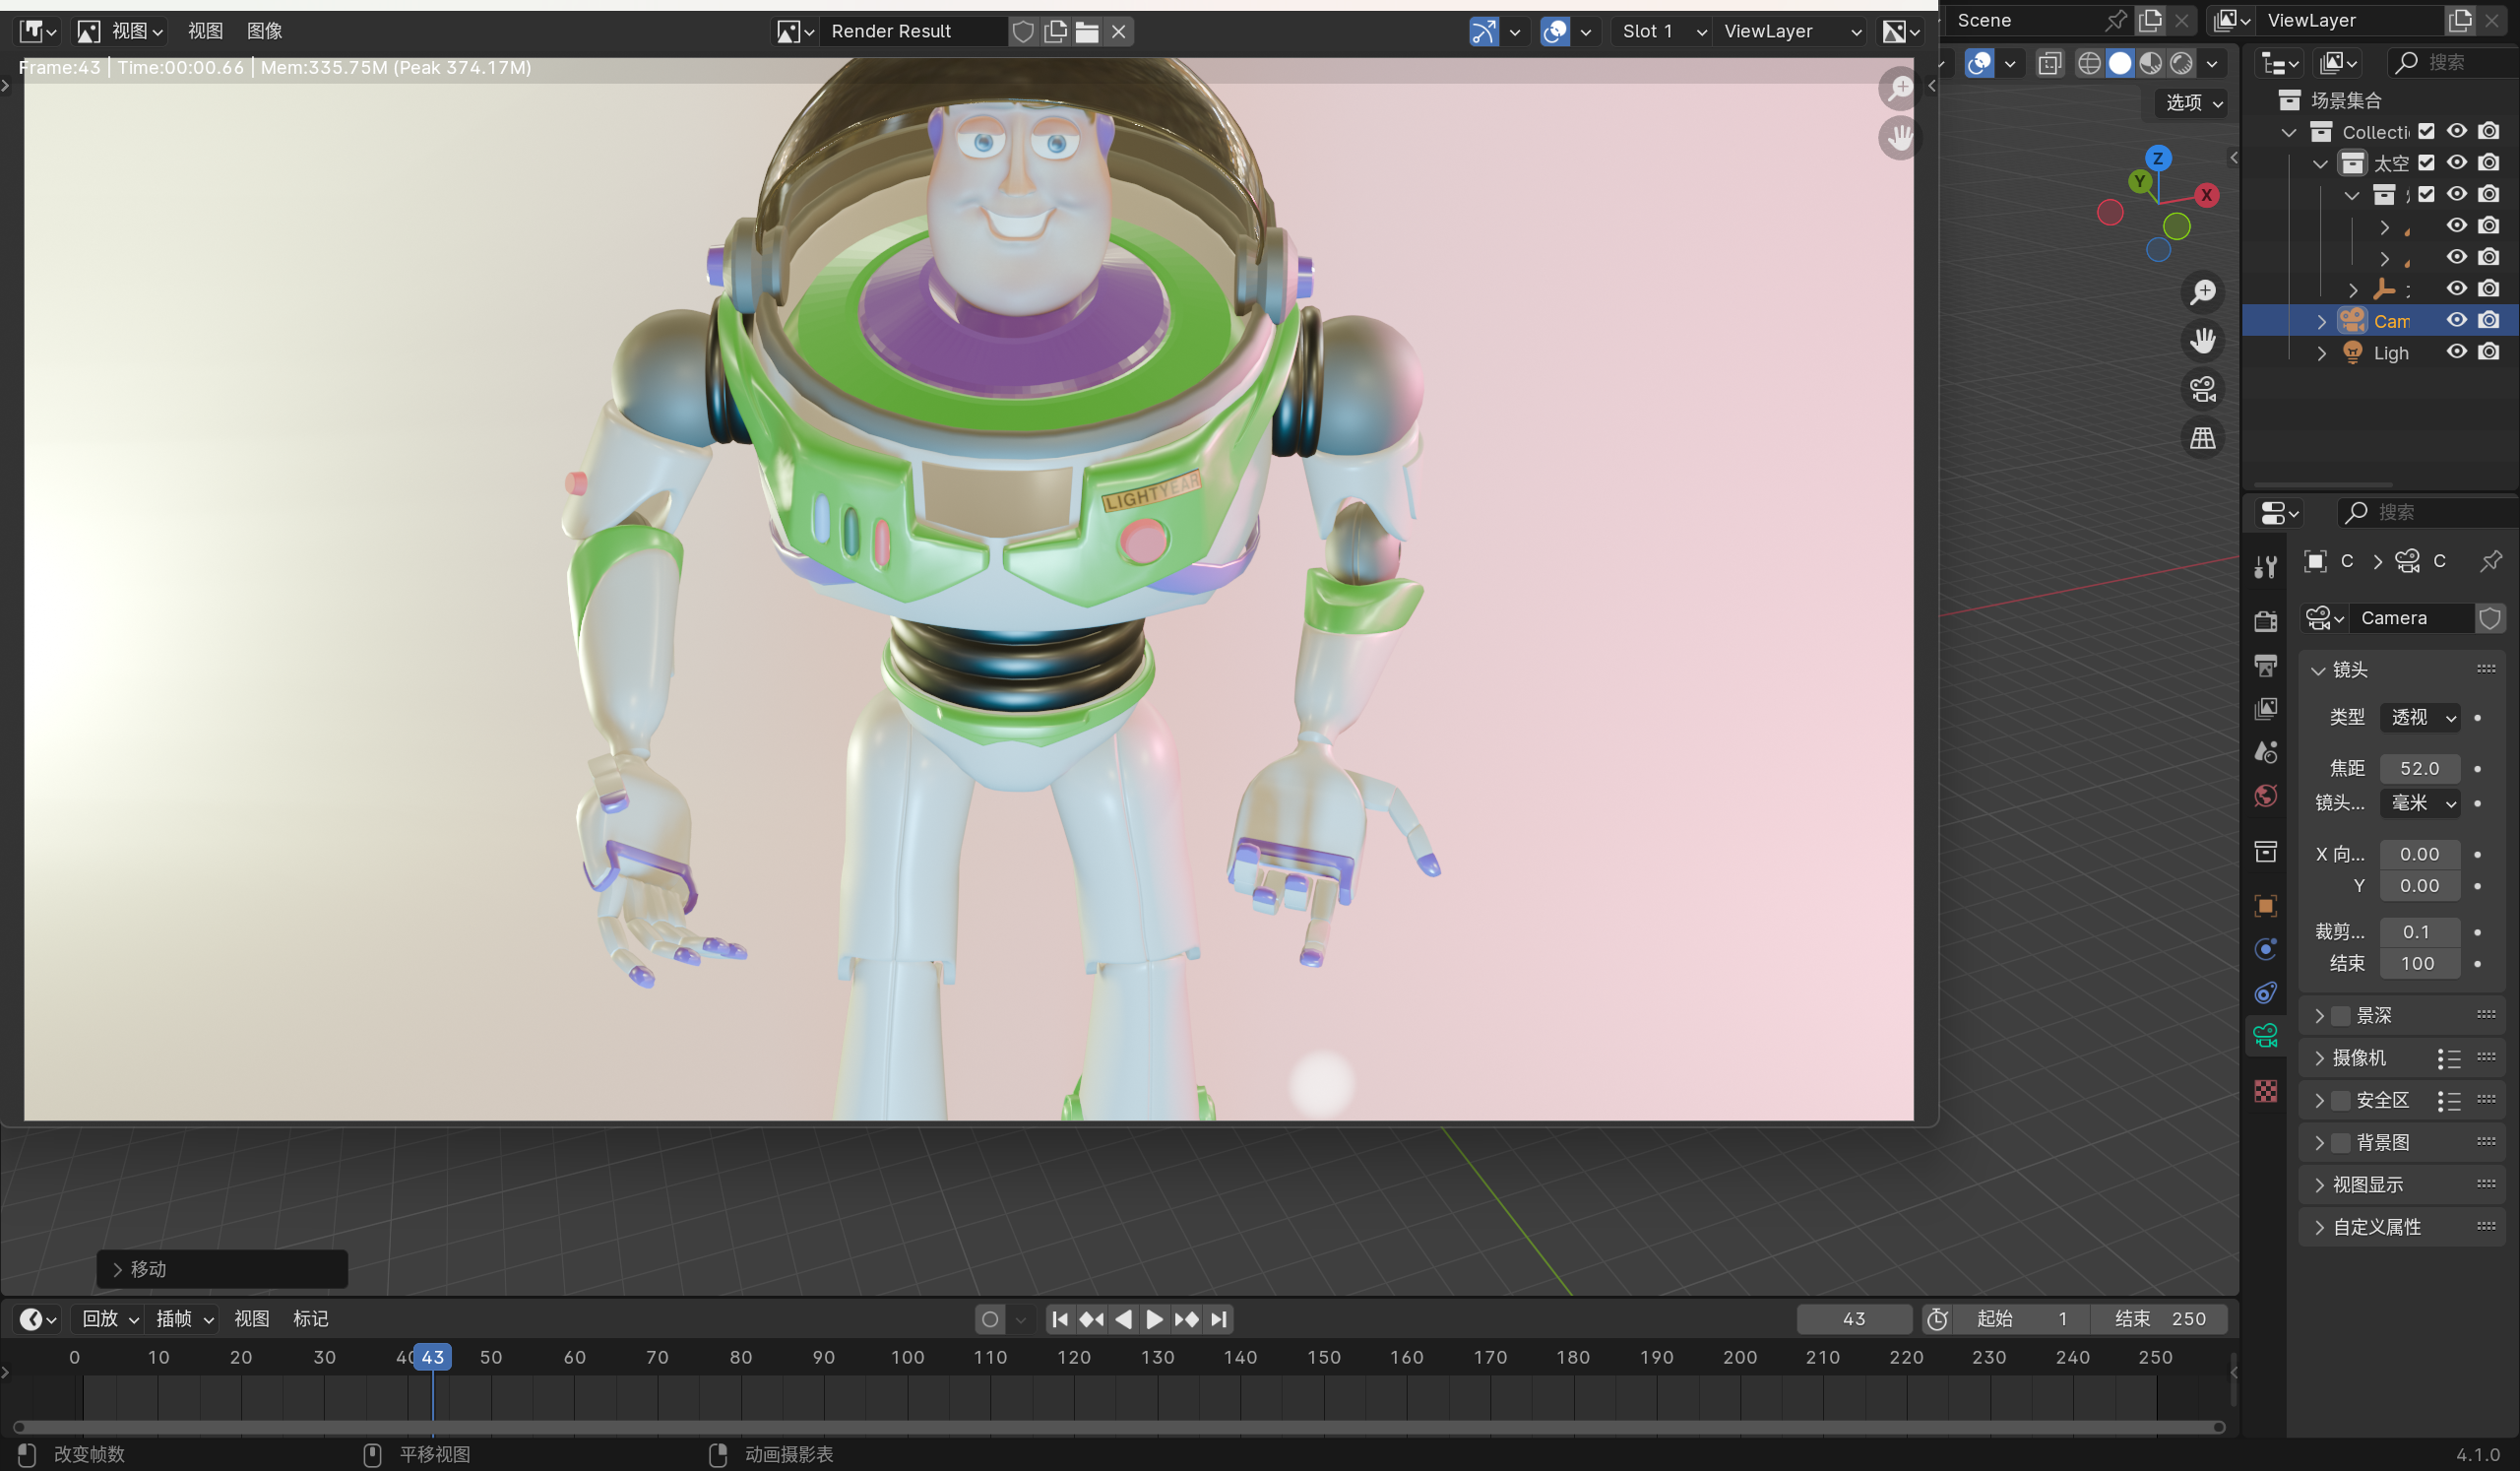 视图 视图 图像 Render Result Slot 1 ViewLayer
Scene ViewLayer
Frame:43 | Time:00:00.66 | Mem:335.75M (Peak 374.17M)
搜索
选项
场景集合
Collecti
太空
Cam
Ligh
Z
Y
X
LIGHTYEAR
搜索
C C
Camera
镜头
类型 透视
焦距 52.0
镜头... 毫米
X 向... 0.00
Y 0.00
裁剪... 0.1
结束 100
景深
摄像机
安全区
背景图
视图显示
自定义属性
移动
回放 插帧 视图 标记 43 起始 1 结束 250
0 10 20 30 40 43 50 60 70 80 90 100 110 120 130 140 150 160 170 180 190 200 210 220 230 240 250
改变帧数 平移视图 动画摄影表 4.1.0